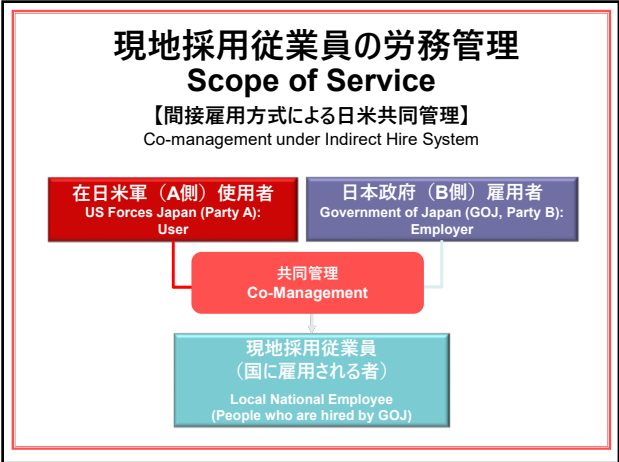 現地採用従業員の労務管理
Scope of Service
【間接雇用方式による日米共同管理】
Co-management under Indirect Hire System
在日米軍（A側）使用者
US Forces Japan (Party A):
User
日本政府（B側）雇用者
Government of Japan (GOJ, Party B):
Employer
共同管理
Co-Management
現地採用従業員
（国に雇用される者）
Local National Employee
(People who are hired by GOJ)